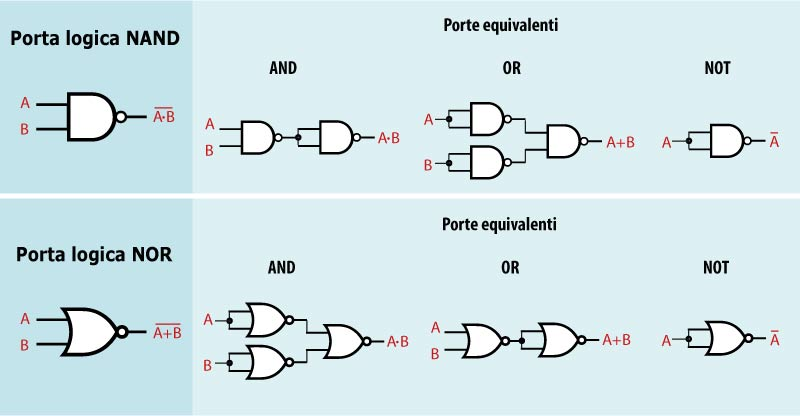 Porta logica NAND
A
B
A·B̅
Porte equivalenti
AND
OR
NOT
A
B
A·B
A
B
A+B
A
A̅
Porta logica NOR
A
B
A̅+̅B̅
Porte equivalenti
AND
OR
NOT
A
B
A·B
A
B
A+B
A
A̅